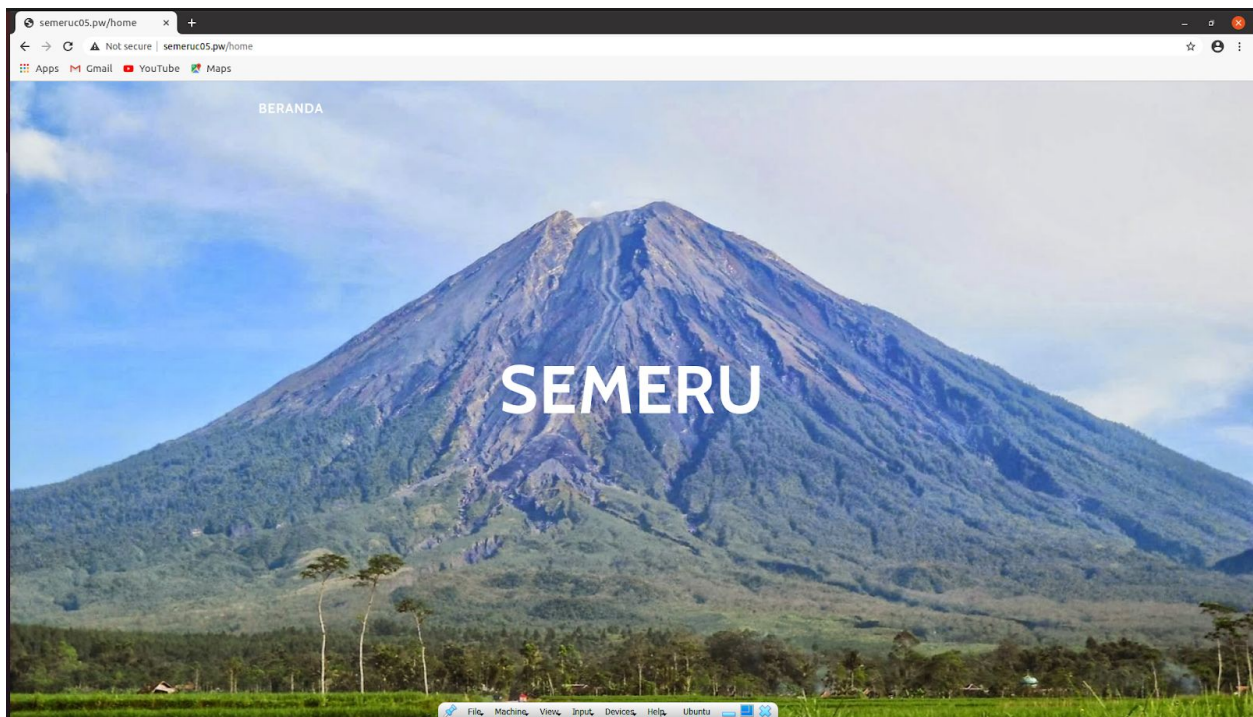 semeruc05.pw/home
Not secure | semeruc05.pw/home
Apps Gmail YouTube Maps
BERANDA
SEMERU
File Machine View Input Devices Help Ubuntu